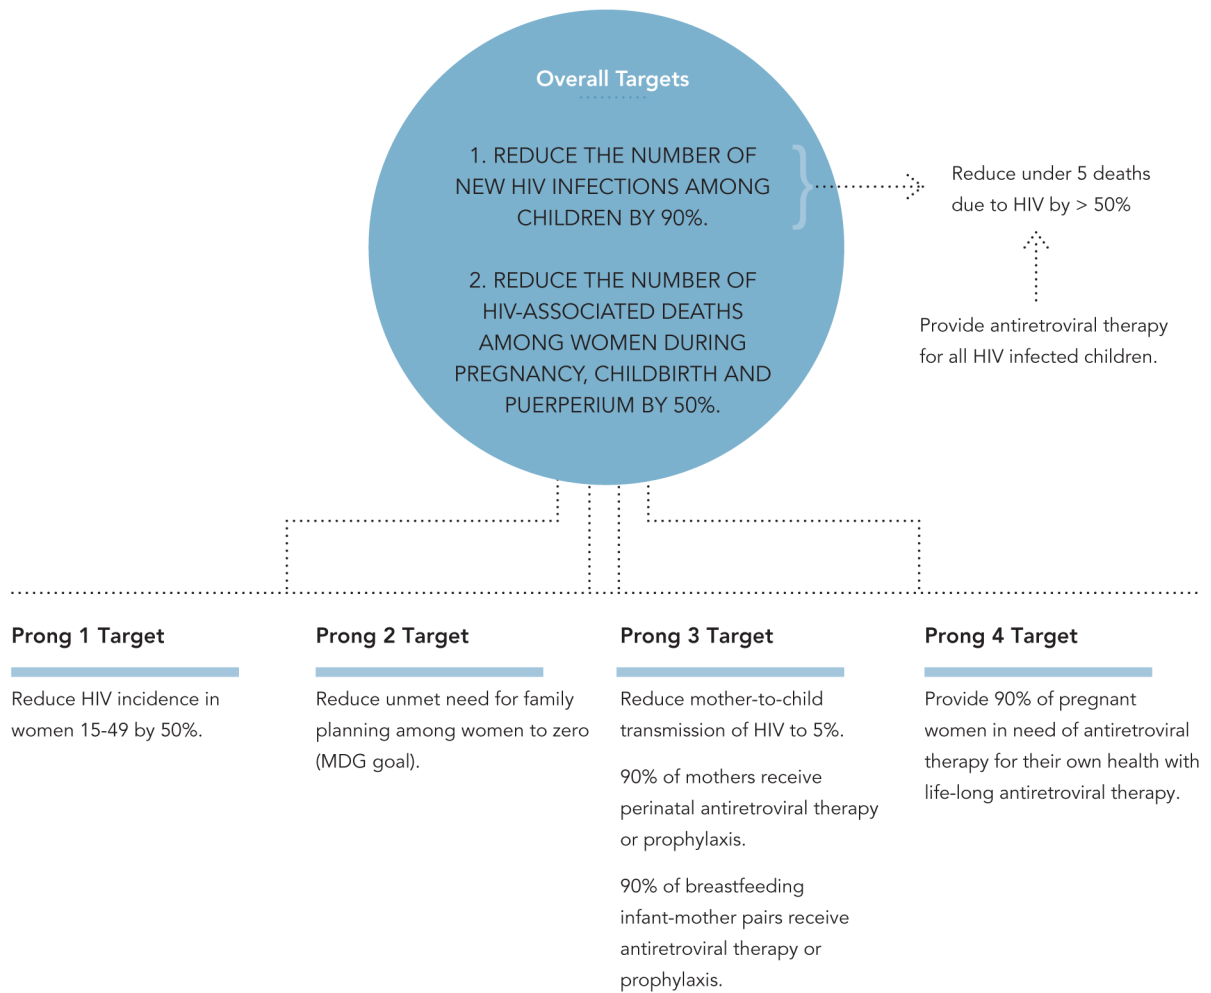 Overall Targets
1. REDUCE THE NUMBER OF
NEW HIV INFECTIONS AMONG
CHILDREN BY 90%.
2. REDUCE THE NUMBER OF
HIV-ASSOCIATED DEATHS
AMONG WOMEN DURING
PREGNANCY, CHILDBIRTH AND
PUERPERIUM BY 50%.
Reduce under 5 deaths
due to HIV by > 50%
Provide antiretroviral therapy
for all HIV infected children.
Prong 1 Target
Reduce HIV incidence in
women 15-49 by 50%.
Prong 2 Target
Reduce unmet need for family
planning among women to zero
(MDG goal).
Prong 3 Target
Reduce mother-to-child
transmission of HIV to 5%.
90% of mothers receive
perinatal antiretroviral therapy
or prophylaxis.
90% of breastfeeding
infant-mother pairs receive
antiretroviral therapy or
prophylaxis.
Prong 4 Target
Provide 90% of pregnant
women in need of antiretroviral
therapy for their own health with
life-long antiretroviral therapy.